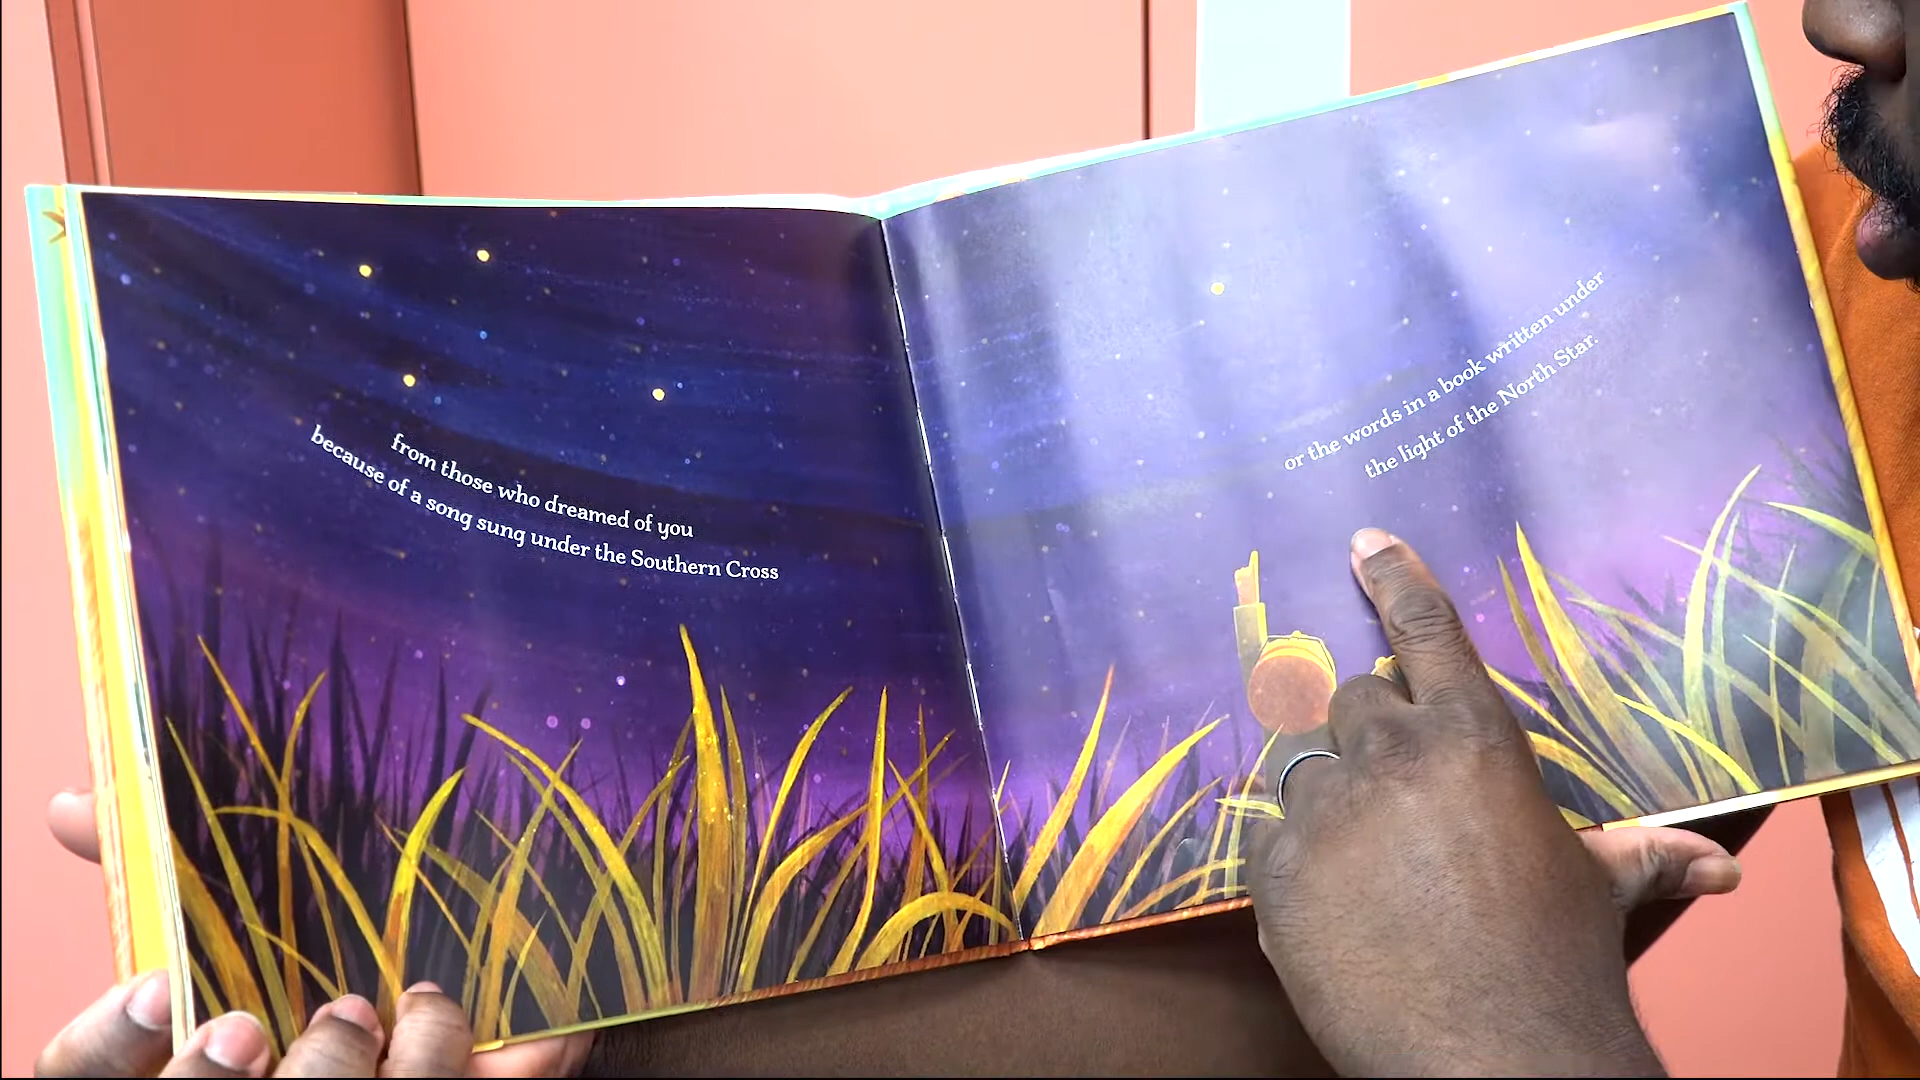 from those who dreamed of you
because of a song sung under the Southern Cross
or the words in a book written under
the light of the North Star.